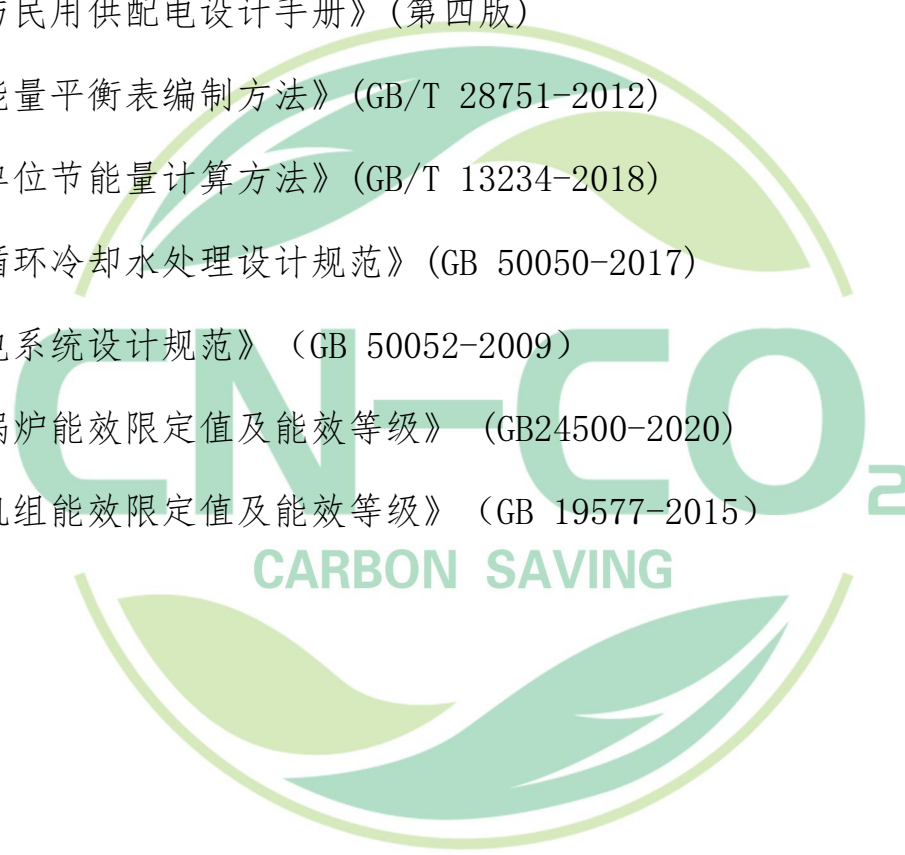 与民用供配电设计手册》(第四版)
能量平衡表编制方法》(GB/T 28751-2012)
单位节能量计算方法》(GB/T 13234-2018)
循环冷却水处理设计规范》(GB 50050-2017)
电系统设计规范》（GB 50052-2009）
锅炉能效限定值及能效等级》 (GB24500-2020)
机组能效限定值及能效等级》（GB 19577-2015）
CN-CO2
CARBON SAVING